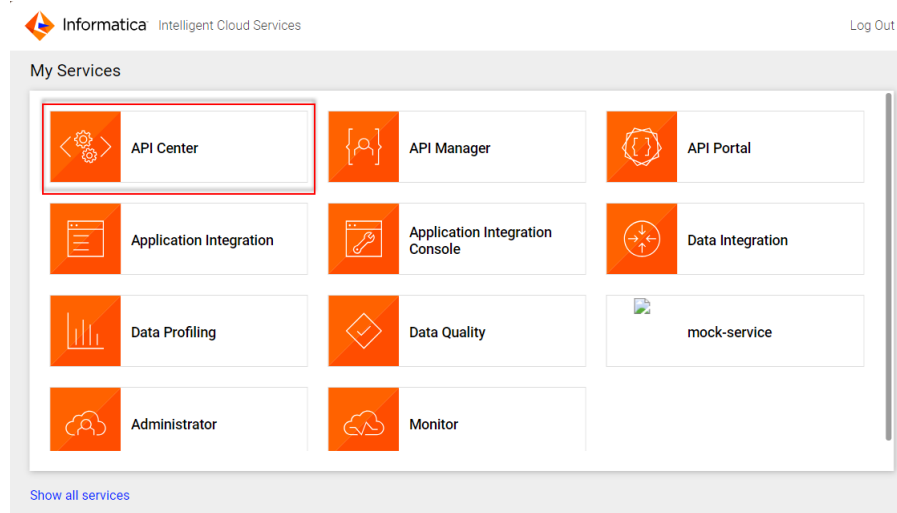 Informatica Intelligent Cloud Services
Log Out
My Services
API Center
API Manager
API Portal
Application Integration
Application Integration
Console
Data Integration
Data Profiling
Data Quality
mock-service
Administrator
Monitor
Show all services